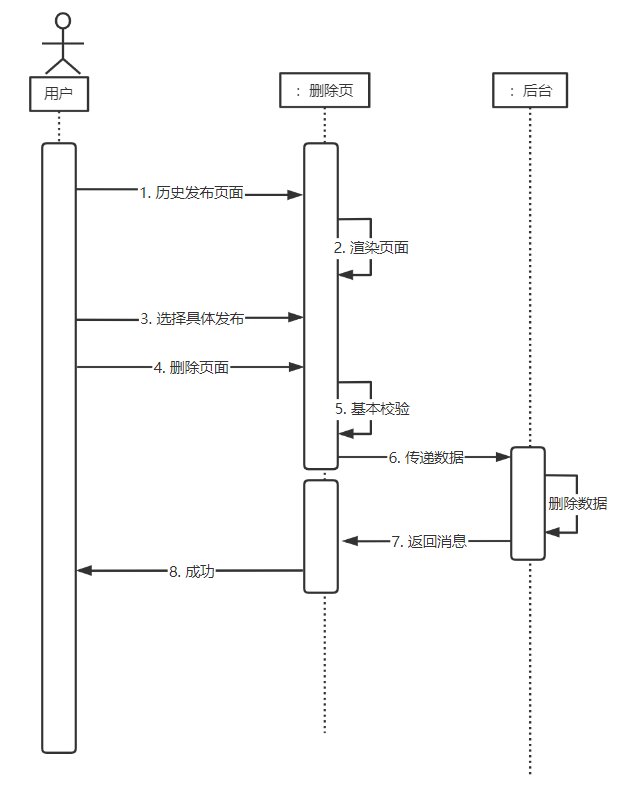 用户
：删除页
：后台
1. 历史发布页面
2. 渲染页面
3. 选择具体发布
4. 删除页面
5. 基本校验
6. 传递数据
删除数据
7. 返回消息
8. 成功